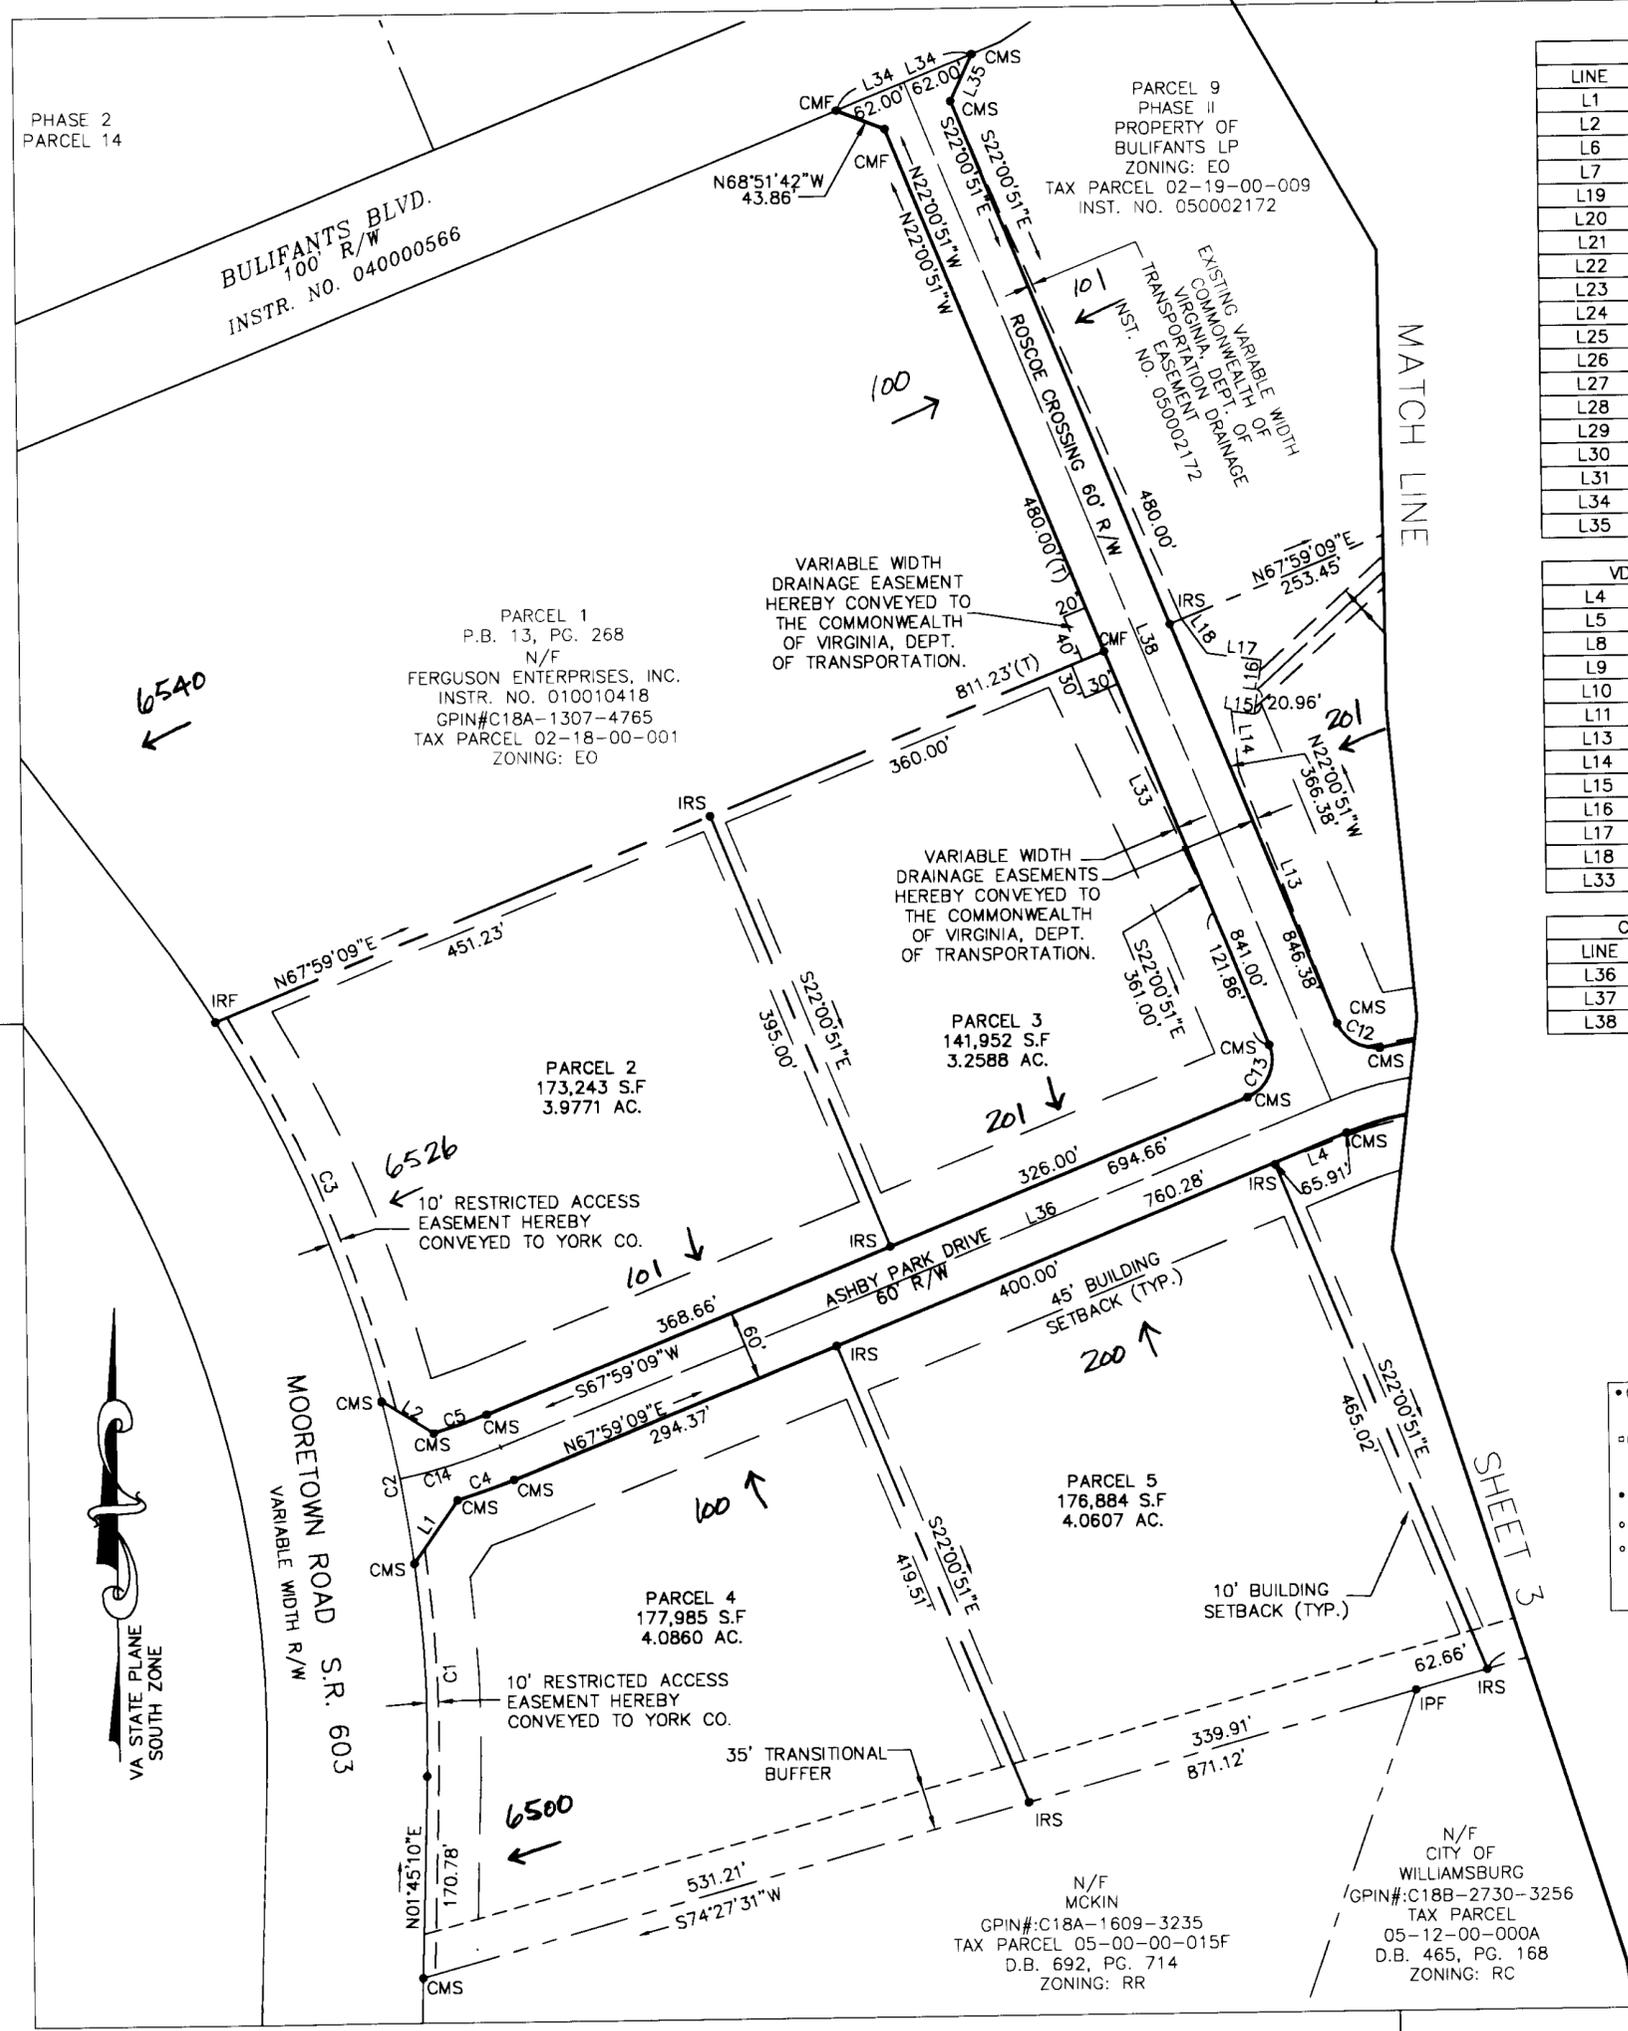 PHASE 2
PARCEL 14
BULIFANTS BLVD.
100' R/W
INSTR. NO. 040000566
CMF
L34
L34
62.00'
62.00'
CMS
L35
CMS
CMF
N68°51'42"W
43.86'
S22°00'51"E
S22°00'51"E
N22°00'51"W
N22°00'51"W
PARCEL 9
PHASE II
PROPERTY OF
BULIFANTS LP
ZONING: EO
TAX PARCEL 02-19-00-009
INST. NO. 050002172
EXISTING VARIABLE WIDTH
COMMONWEALTH OF
VIRGINIA, DEPT. OF
TRANSPORTATION DRAINAGE
EASEMENT
INST. NO. 050002172
101
100
ROSCOE CROSSING 60' R/W
480.00'(T)
480.00'
MATCH LINE
N67°59'09"E
253.45'
IRS
L18
L17
L16
L15
20.96'
L14
201
N22°00'51"W
366.38'
L38
CMF
20'
40'
30'
30'
VARIABLE WIDTH
DRAINAGE EASEMENT
HEREBY CONVEYED TO
THE COMMONWEALTH
OF VIRGINIA, DEPT.
OF TRANSPORTATION.
PARCEL 1
P.B. 13, PG. 268
N/F
FERGUSON ENTERPRISES, INC.
INSTR. NO. 010010418
GPIN#C18A-1307-4765
TAX PARCEL 02-18-00-001
ZONING: EO
6540
811.23'(T)
360.00'
IRS
L33
L13
VARIABLE WIDTH
DRAINAGE EASEMENTS
HEREBY CONVEYED TO
THE COMMONWEALTH
OF VIRGINIA, DEPT.
OF TRANSPORTATION.
N67°59'09"E
451.23'
IRF
S22°00'51"E
395.00'
S22°00'51"E
361.00'
841.00'
121.86'
846.38'
CMS
C12
CMS
CMS
C13
CMS
PARCEL 2
173,243 S.F
3.9771 AC.
PARCEL 3
141,952 S.F
3.2588 AC.
201
6526
C3
10' RESTRICTED ACCESS
EASEMENT HEREBY
CONVEYED TO YORK CO.
101
326.00'
694.66'
760.28'
L36
IRS
IRS
L4
65.91'
CMS
ASHBY PARK DRIVE
60' R/W
400.00'
45' BUILDING
SETBACK (TYP.)
200
368.66'
60'
S67°59'09"W
IRS
N67°59'09"E
294.37'
CMS
L2
C5
CMS
CMS
C2
C14
C4
CMS
CMS
L1
CMS
100
MOORETOWN ROAD S.R. 603
VARIABLE WIDTH R/W
S22°00'51"E
419.51'
S22°00'51"E
465.02'
PARCEL 5
176,884 S.F
4.0607 AC.
PARCEL 4
177,985 S.F
4.0860 AC.
SHEET 3
10' BUILDING
SETBACK (TYP.)
C1
10' RESTRICTED ACCESS
EASEMENT HEREBY
CONVEYED TO YORK CO.
35' TRANSITIONAL
BUFFER
62.66'
IRS
IPF
339.91'
871.12'
IRS
6500
N01°45'10"E
170.78'
531.21'
S74°27'31"W
CMS
VA STATE PLANE
SOUTH ZONE
N/F
MCKIN
GPIN#:C18A-1609-3235
TAX PARCEL 05-00-00-015F
D.B. 692, PG. 714
ZONING: RR
N/F
CITY OF
WILLIAMSBURG
GPIN#:C18B-2730-3256
TAX PARCEL
05-12-00-000A
D.B. 465, PG. 168
ZONING: RC
LINE
L1
L2
L6
L7
L19
L20
L21
L22
L23
L24
L25
L26
L27
L28
L29
L30
L31
L34
L35
L4
L5
L8
L9
L10
L11
L13
L14
L15
L16
L17
L18
L33
LINE
L36
L37
L38